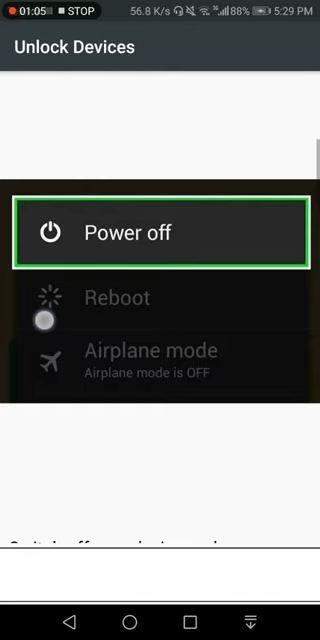 01:05 STOP 56.8 K/s 88% 5:29 PM
Unlock Devices
Power off
Reboot
Airplane mode
Airplane mode is OFF